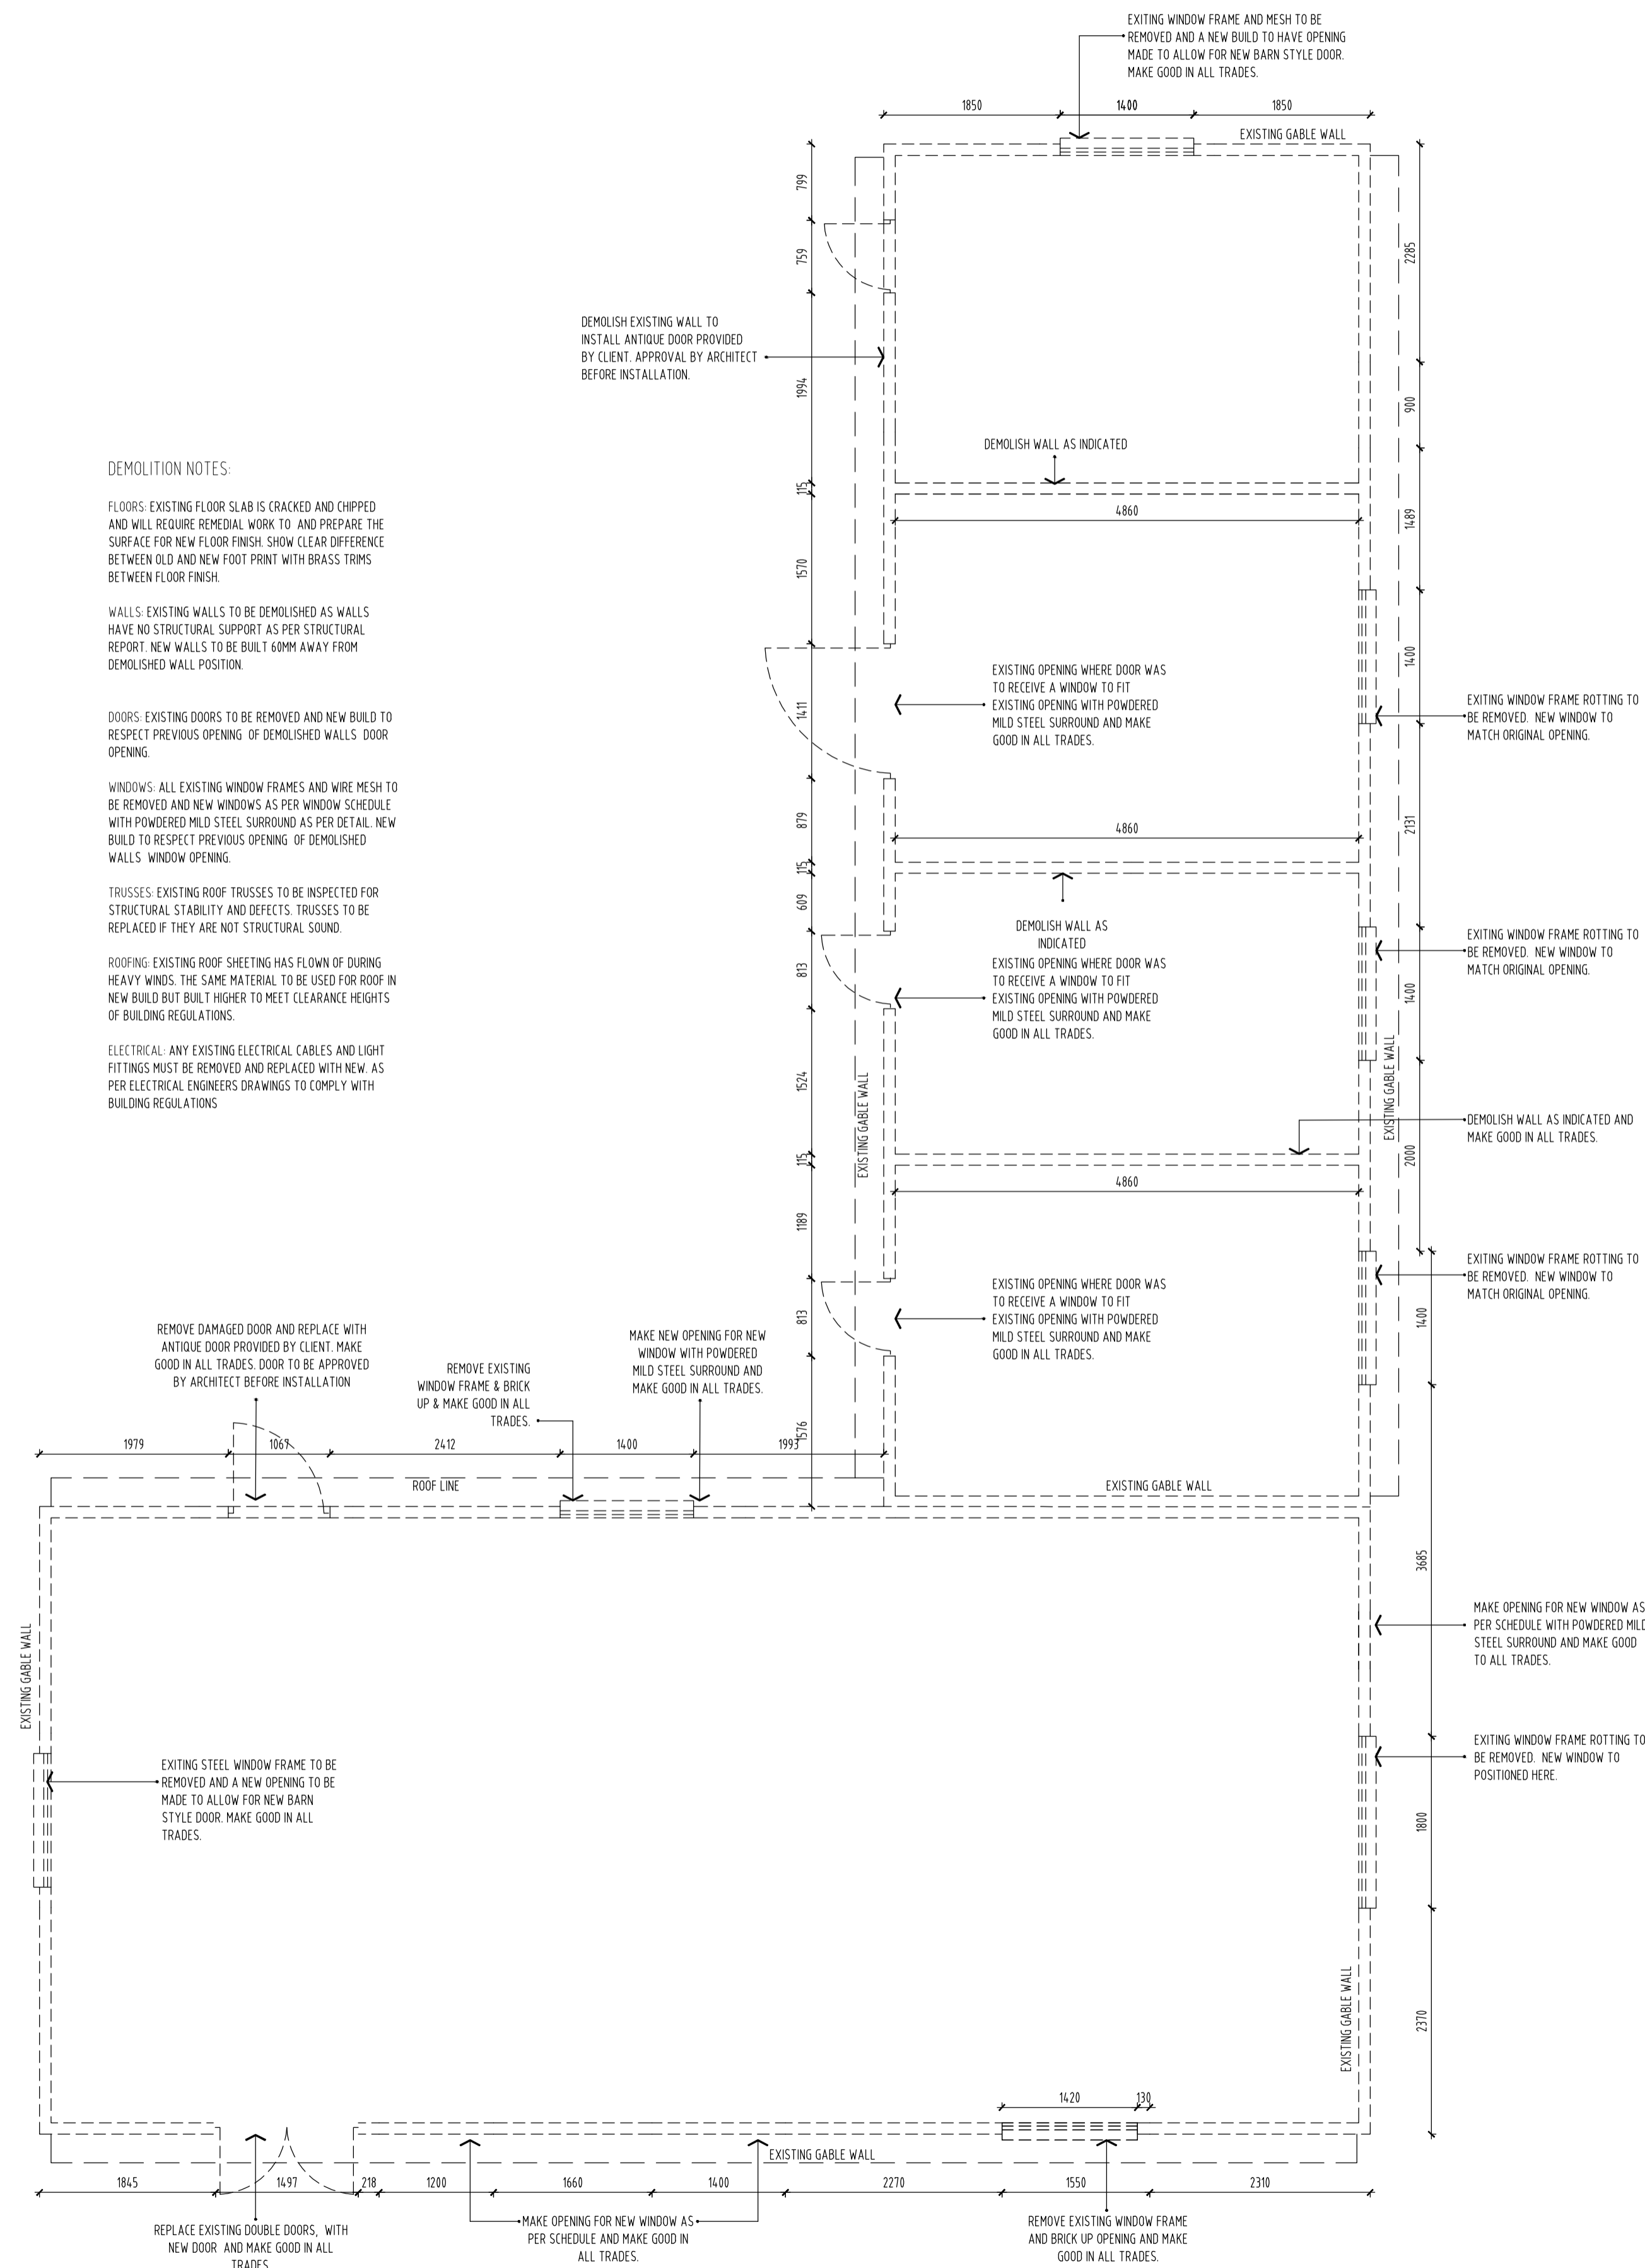 EXITING WINDOW FRAME AND MESH TO BE
REMOVED AND A NEW BUILD TO HAVE OPENING
MADE TO ALLOW FOR NEW BARN STYLE DOOR.
MAKE GOOD IN ALL TRADES.
1850
1400
1850
EXISTING GABLE WALL
799
759
1994
115
1570
1411
879
115
609
813
1524
115
1189
813
1576
2285
900
1489
1400
2131
1400
2000
1400
3685
1800
2370
DEMOLISH EXISTING WALL TO
INSTALL ANTIQUE DOOR PROVIDED
BY CLIENT. APPROVAL BY ARCHITECT
BEFORE INSTALLATION.
DEMOLISH WALL AS INDICATED
4860
DEMOLITION NOTES:
FLOORS: EXISTING FLOOR SLAB IS CRACKED AND CHIPPED
AND WILL REQUIRE REMEDIAL WORK TO AND PREPARE THE
SURFACE FOR NEW FLOOR FINISH. SHOW CLEAR DIFFERENCE
BETWEEN OLD AND NEW FOOT PRINT WITH BRASS TRIMS
BETWEEN FLOOR FINISH.
WALLS: EXISTING WALLS TO BE DEMOLISHED AS WALLS
HAVE NO STRUCTURAL SUPPORT AS PER STRUCTURAL
REPORT. NEW WALLS TO BE BUILT 60MM AWAY FROM
DEMOLISHED WALL POSITION.
DOORS: EXISTING DOORS TO BE REMOVED AND NEW BUILD TO
RESPECT PREVIOUS OPENING OF DEMOLISHED WALLS DOOR
OPENING.
WINDOWS: ALL EXISTING WINDOW FRAMES AND WIRE MESH TO
BE REMOVED AND NEW WINDOWS AS PER WINDOW SCHEDULE
WITH POWDERED MILD STEEL SURROUND AS PER DETAIL. NEW
BUILD TO RESPECT PREVIOUS OPENING OF DEMOLISHED
WALLS WINDOW OPENING.
TRUSSES: EXISTING ROOF TRUSSES TO BE INSPECTED FOR
STRUCTURAL STABILITY AND DEFECTS. TRUSSES TO BE
REPLACED IF THEY ARE NOT STRUCTURAL SOUND.
ROOFING: EXISTING ROOF SHEETING HAS FLOWN OF DURING
HEAVY WINDS. THE SAME MATERIAL TO BE USED FOR ROOF IN
NEW BUILD BUT BUILT HIGHER TO MEET CLEARANCE HEIGHTS
OF BUILDING REGULATIONS.
ELECTRICAL: ANY EXISTING ELECTRICAL CABLES AND LIGHT
FITTINGS MUST BE REMOVED AND REPLACED WITH NEW. AS
PER ELECTRICAL ENGINEERS DRAWINGS TO COMPLY WITH
BUILDING REGULATIONS
EXISTING OPENING WHERE DOOR WAS
TO RECEIVE A WINDOW TO FIT
EXISTING OPENING WITH POWDERED
MILD STEEL SURROUND AND MAKE
GOOD IN ALL TRADES.
EXITING WINDOW FRAME ROTTING TO
BE REMOVED. NEW WINDOW TO
MATCH ORIGINAL OPENING.
4860
DEMOLISH WALL AS
INDICATED
EXISTING OPENING WHERE DOOR WAS
TO RECEIVE A WINDOW TO FIT
EXISTING OPENING WITH POWDERED
MILD STEEL SURROUND AND MAKE
GOOD IN ALL TRADES.
EXITING WINDOW FRAME ROTTING TO
BE REMOVED. NEW WINDOW TO
MATCH ORIGINAL OPENING.
EXISTING GABLE WALL
EXISTING GABLE WALL
DEMOLISH WALL AS INDICATED AND
MAKE GOOD IN ALL TRADES.
4860
EXITING WINDOW FRAME ROTTING TO
BE REMOVED. NEW WINDOW TO
MATCH ORIGINAL OPENING.
EXISTING OPENING WHERE DOOR WAS
TO RECEIVE A WINDOW TO FIT
EXISTING OPENING WITH POWDERED
MILD STEEL SURROUND AND MAKE
GOOD IN ALL TRADES.
REMOVE DAMAGED DOOR AND REPLACE WITH
ANTIQUE DOOR PROVIDED BY CLIENT. MAKE
GOOD IN ALL TRADES. DOOR TO BE APPROVED
BY ARCHITECT BEFORE INSTALLATION
REMOVE EXISTING
WINDOW FRAME & BRICK
UP & MAKE GOOD IN ALL
TRADES.
MAKE NEW OPENING FOR NEW
WINDOW WITH POWDERED
MILD STEEL SURROUND AND
MAKE GOOD IN ALL TRADES.
1979
1067
2412
1400
1993
ROOF LINE
EXISTING GABLE WALL
EXISTING GABLE WALL
MAKE OPENING FOR NEW WINDOW AS
PER SCHEDULE WITH POWDERED MILD
STEEL SURROUND AND MAKE GOOD
TO ALL TRADES.
EXITING WINDOW FRAME ROTTING TO
BE REMOVED. NEW WINDOW TO
POSITIONED HERE.
EXITING STEEL WINDOW FRAME TO BE
REMOVED AND A NEW OPENING TO BE
MADE TO ALLOW FOR NEW BARN
STYLE DOOR. MAKE GOOD IN ALL
TRADES.
EXISTING GABLE WALL
1420
130
EXISTING GABLE WALL
1845
1497
218
1200
1660
1400
2270
1550
2310
REPLACE EXISTING DOUBLE DOORS, WITH
NEW DOOR AND MAKE GOOD IN ALL
TRADES
MAKE OPENING FOR NEW WINDOW AS
PER SCHEDULE AND MAKE GOOD IN
ALL TRADES.
REMOVE EXISTING WINDOW FRAME
AND BRICK UP OPENING AND MAKE
GOOD IN ALL TRADES.